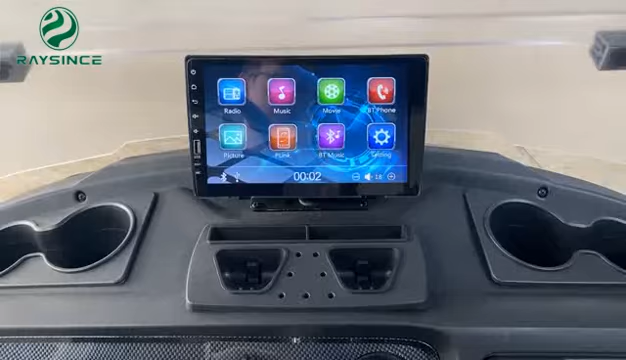 RAYSINCE
Radio
Music
Movie
BT Phone
Picture
PLink
BT Music
Setting
00:02
18